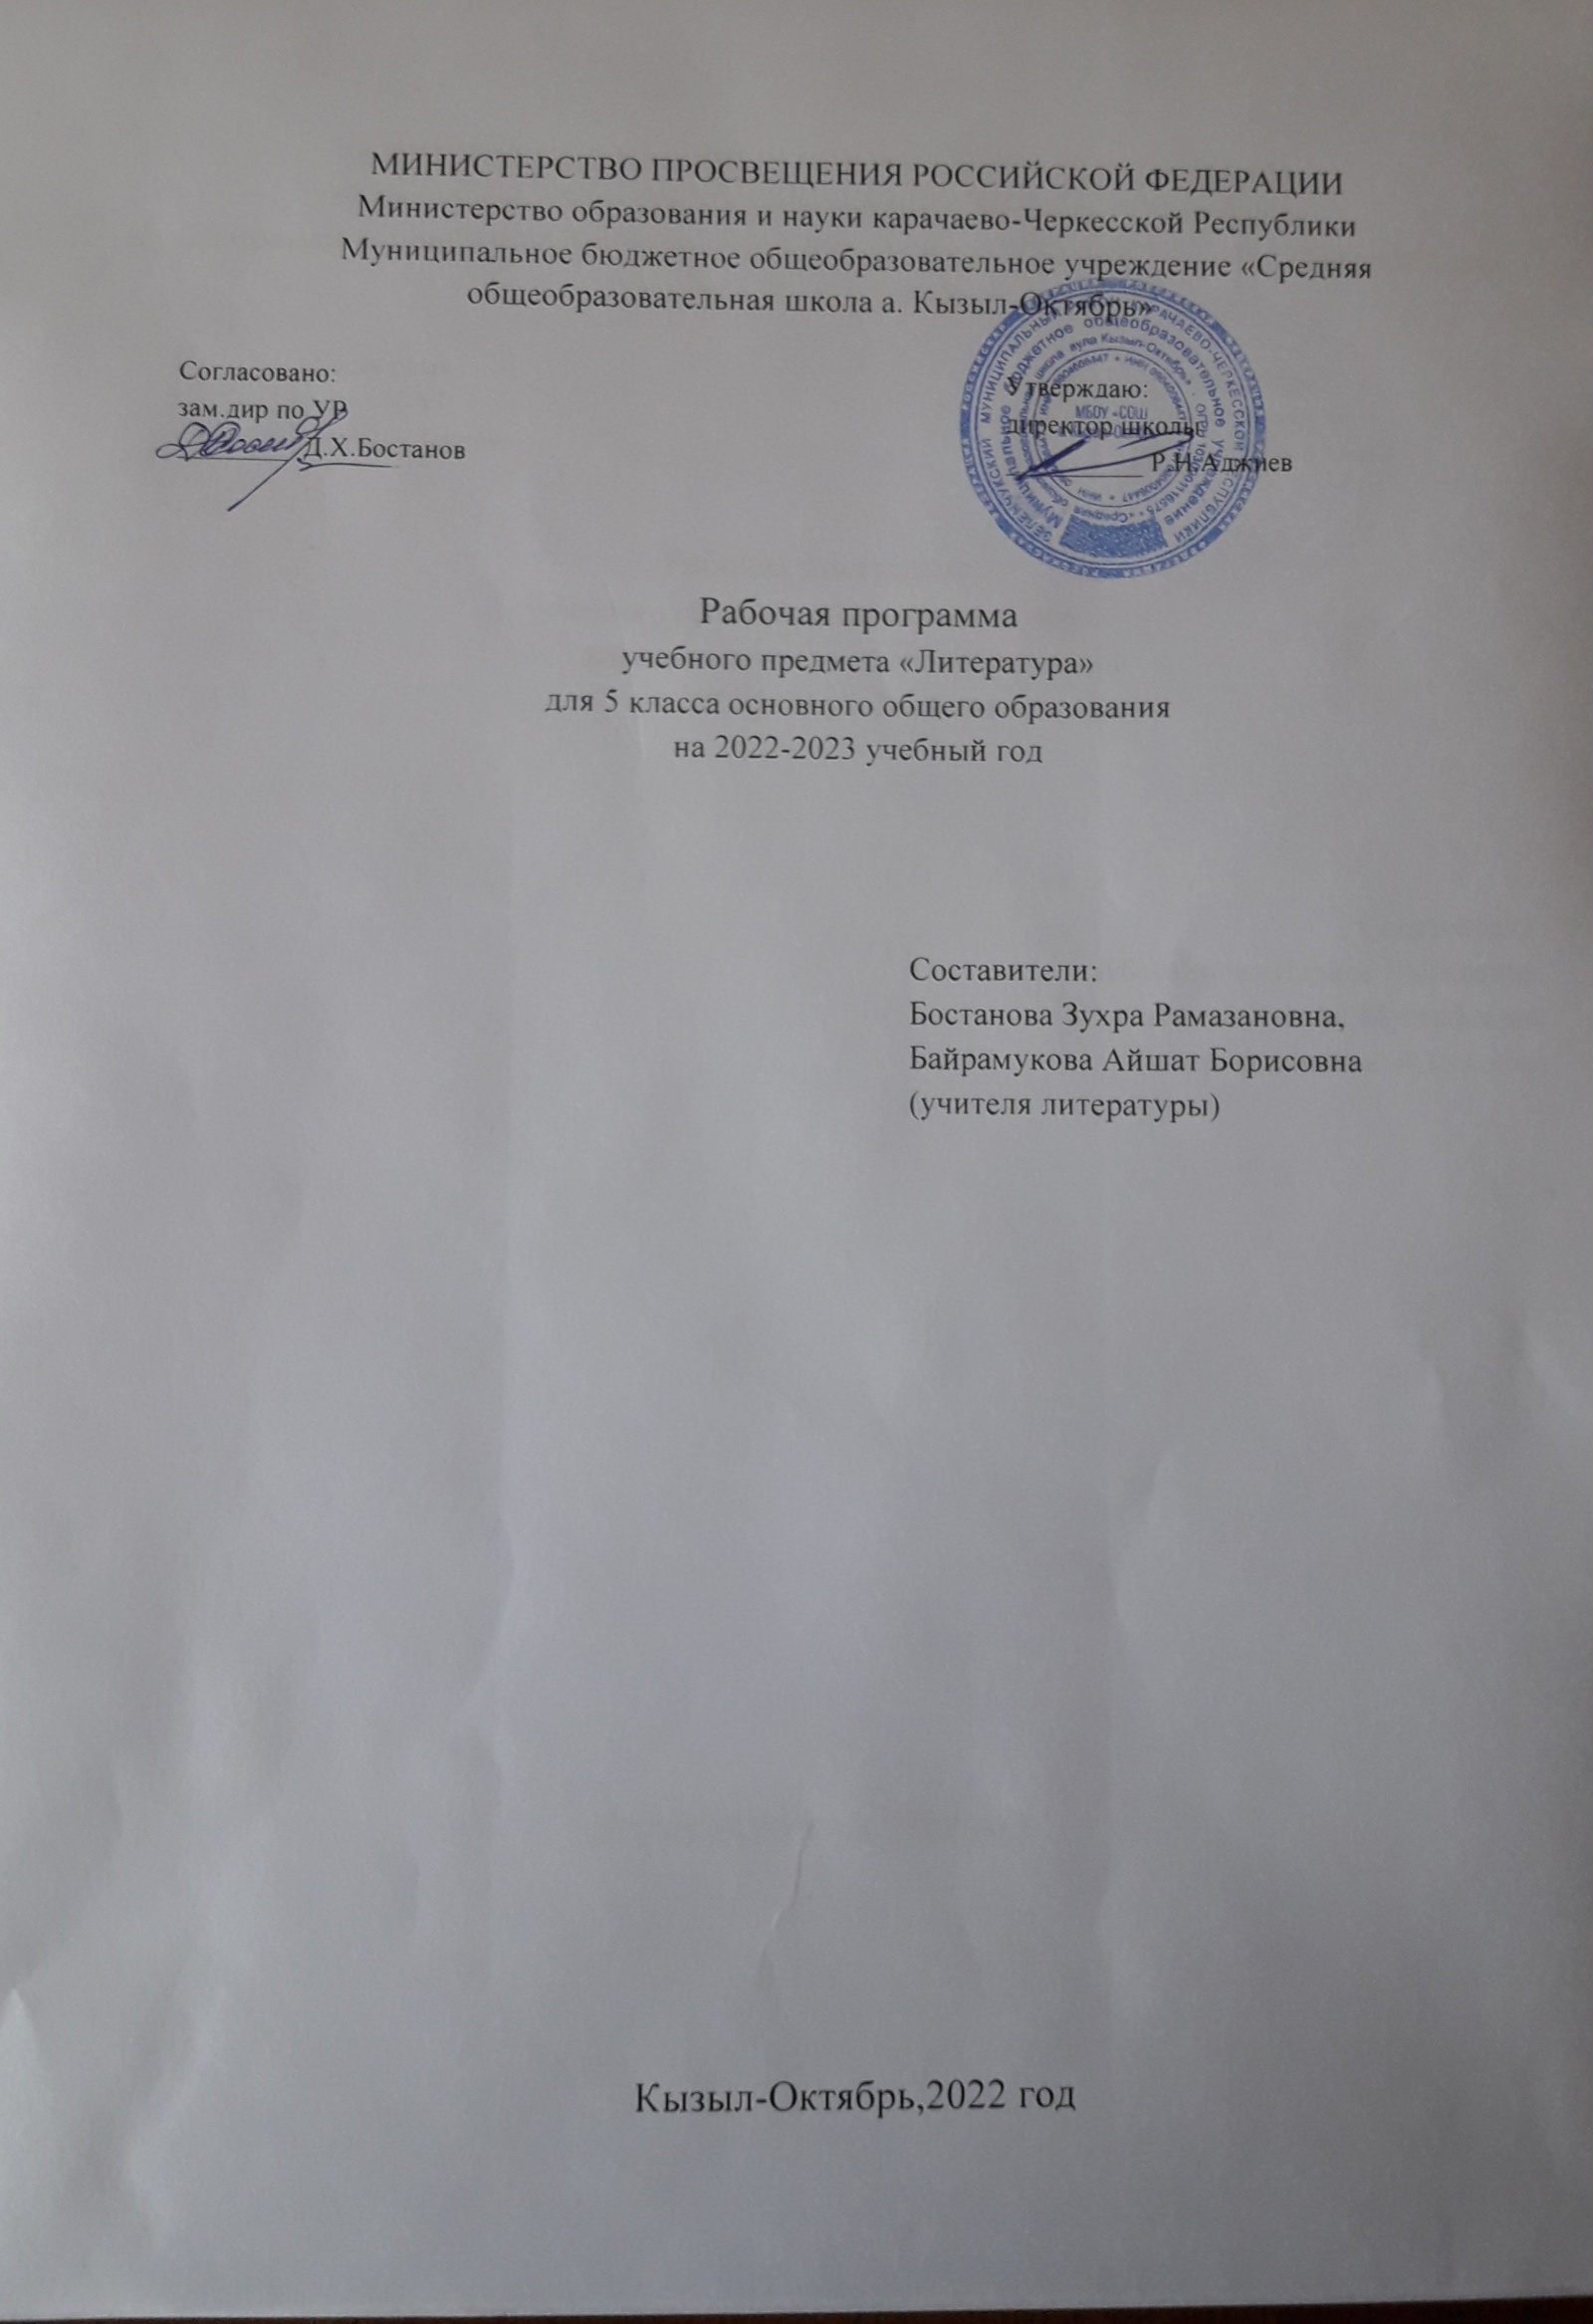 МИНИСТЕРСТВО ПРОСВЕЩЕНИЯ РОССИЙСКОЙ ФЕДЕРАЦИИ
Министерство образования и науки карачаево-Черкесской Республики
Муниципальное бюджетное общеобразовательное учреждение «Средняя
общеобразовательная школа а. Кызыл-Октябрь»
Согласовано:
зам.дир по УР
Д.Х.Бостанов
Утверждаю:
директор школы
Р.Н.Аджиев
МБОУ «СОШ
Рабочая программа
учебного предмета «Литература»
для 5 класса основного общего образования
на 2022-2023 учебный год
Составители:
Бостанова Зухра Рамазановна,
Байрамукова Айшат Борисовна
(учителя литературы)
Кызыл-Октябрь,2022 год